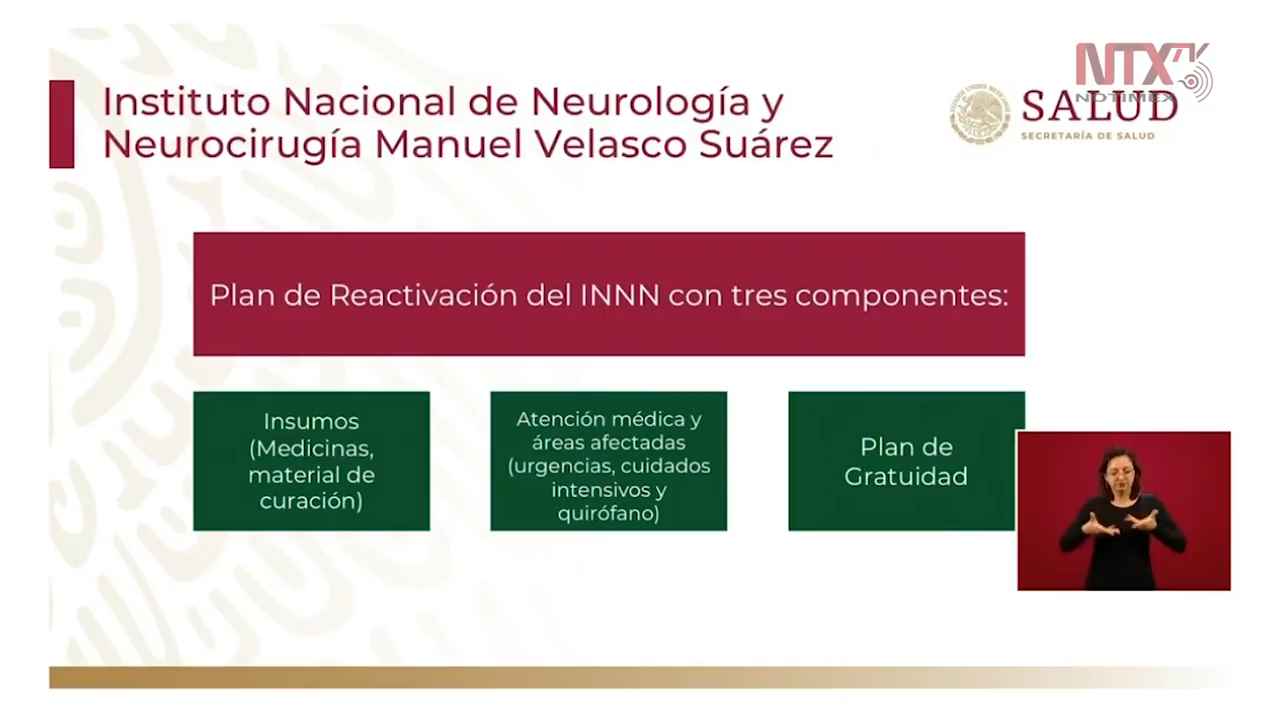 Instituto Nacional de Neurología y
Neurocirugía Manuel Velasco Suárez
NTX
NOTIMEX
SALUD
SECRETARÍA DE SALUD
Plan de Reactivación del INNN con tres componentes:
Insumos
(Medicinas,
material de
curación)
Atención médica y
áreas afectadas
(urgencias, cuidados
intensivos y
quirófano)
Plan de
Gratuidad